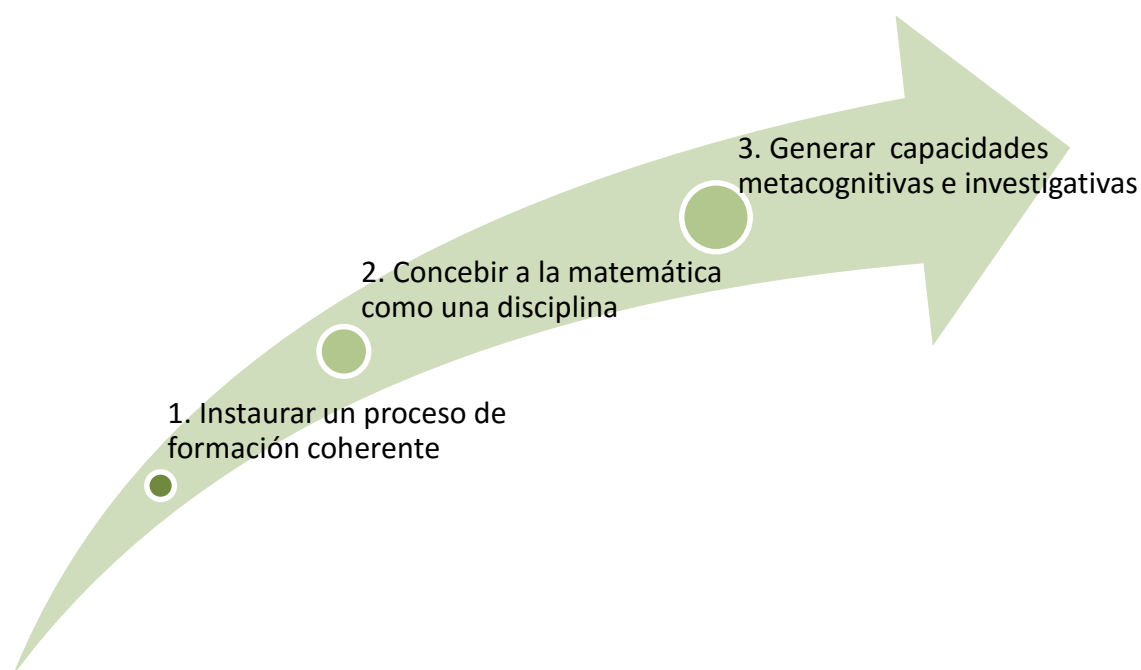 3. Generar capacidades
metacognitivas e investigativas
2. Concebir a la matemática
como una disciplina
1. Instaurar un proceso de
formación coherente